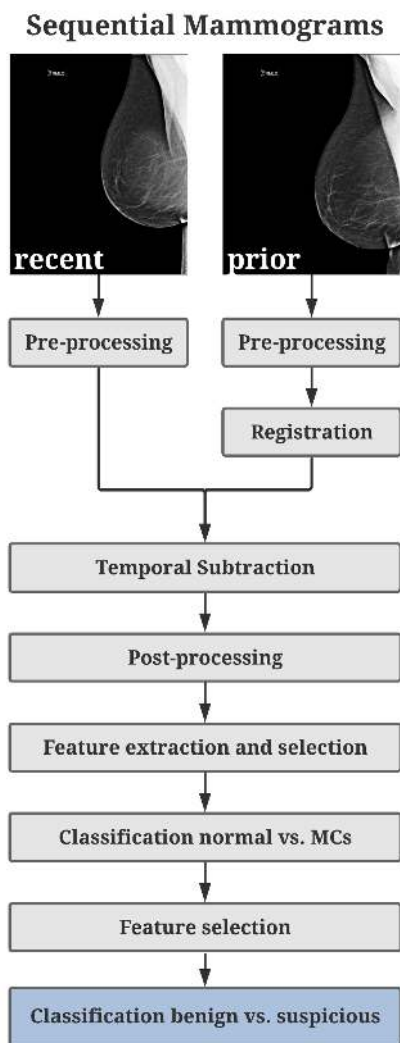 Sequential Mammograms
recent
prior
Pre-processing
Pre-processing
Registration
Temporal Subtraction
Post-processing
Feature extraction and selection
Classification normal vs. MCs
Feature selection
Classification benign vs. suspicious